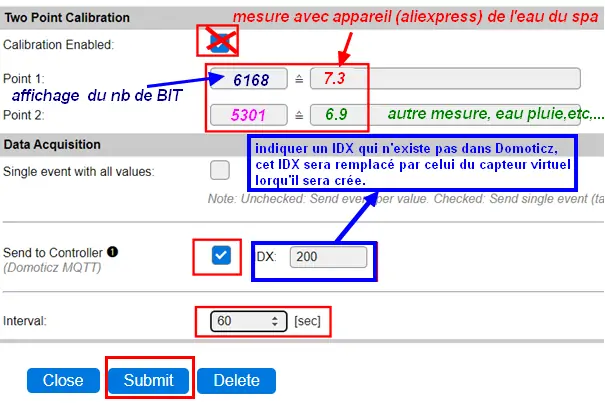 Two Point Calibration
mesure avec appareil (aliexpress) de l'eau du spa
Calibration Enabled:
Point 1: 6168 ≙ 7.3
affichage du nb de BIT
Point 2: 5301 ≙ 6.9 autre mesure, eau pluie,etc,...
Data Acquisition
indiquer un IDX qui n'existe pas dans Domoticz,
Single event with all values:
cet IDX sera remplacé par celui du capteur virtuel
lorqu'il sera crée.
Note: Unchecked: Send event per value. Checked: Send single event (ta
Send to Controller ❶ IDX: 200
(Domoticz MQTT)
Interval: 60 [sec]
Close Submit Delete